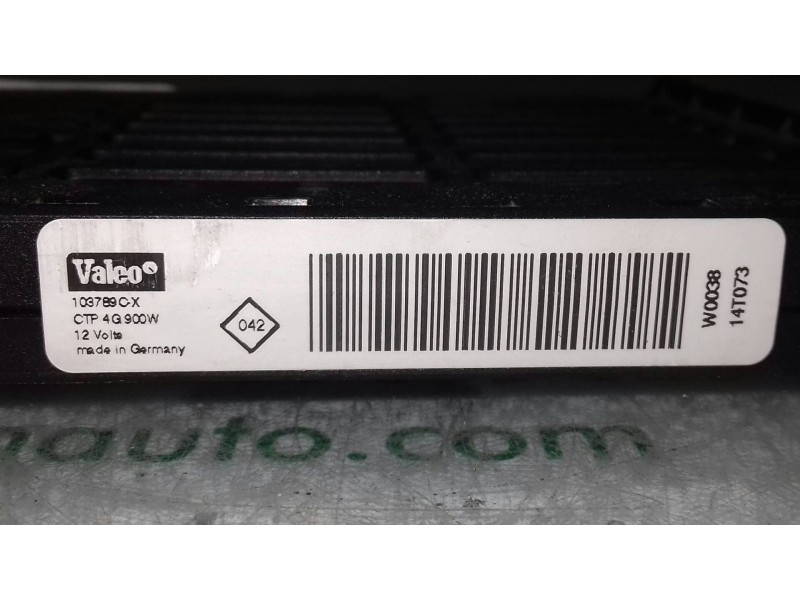 Valeo
103789C-X
CTP 4G 900W
12 Volts
made in Germany
042
W0038
14T073
auto.com